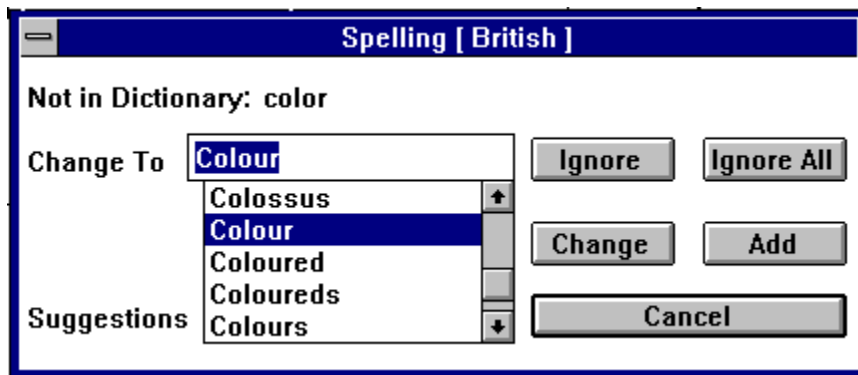 Spelling [ British ]
Not in Dictionary: color
Change To Colour Ignore Ignore All
Colossus
Colour
Coloured Change Add
Coloureds
Suggestions Colours Cancel